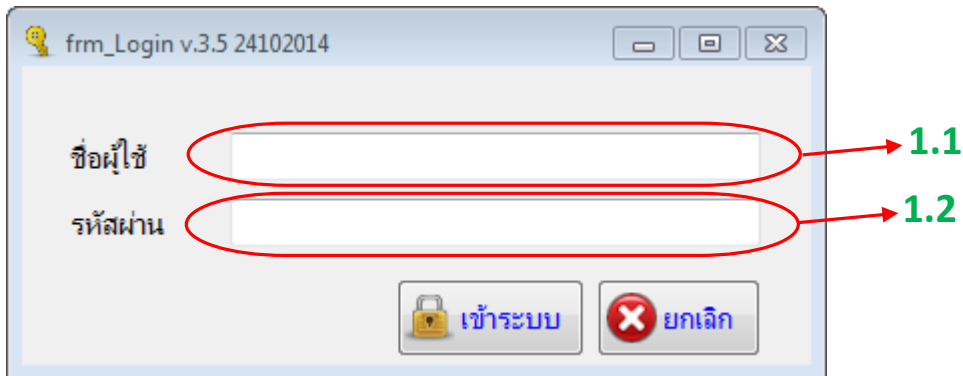 frm_Login v.3.5 24102014
ชื่อผู้ใช้
1.1
รหัสผ่าน
1.2
เข้าระบบ
ยกเลิก